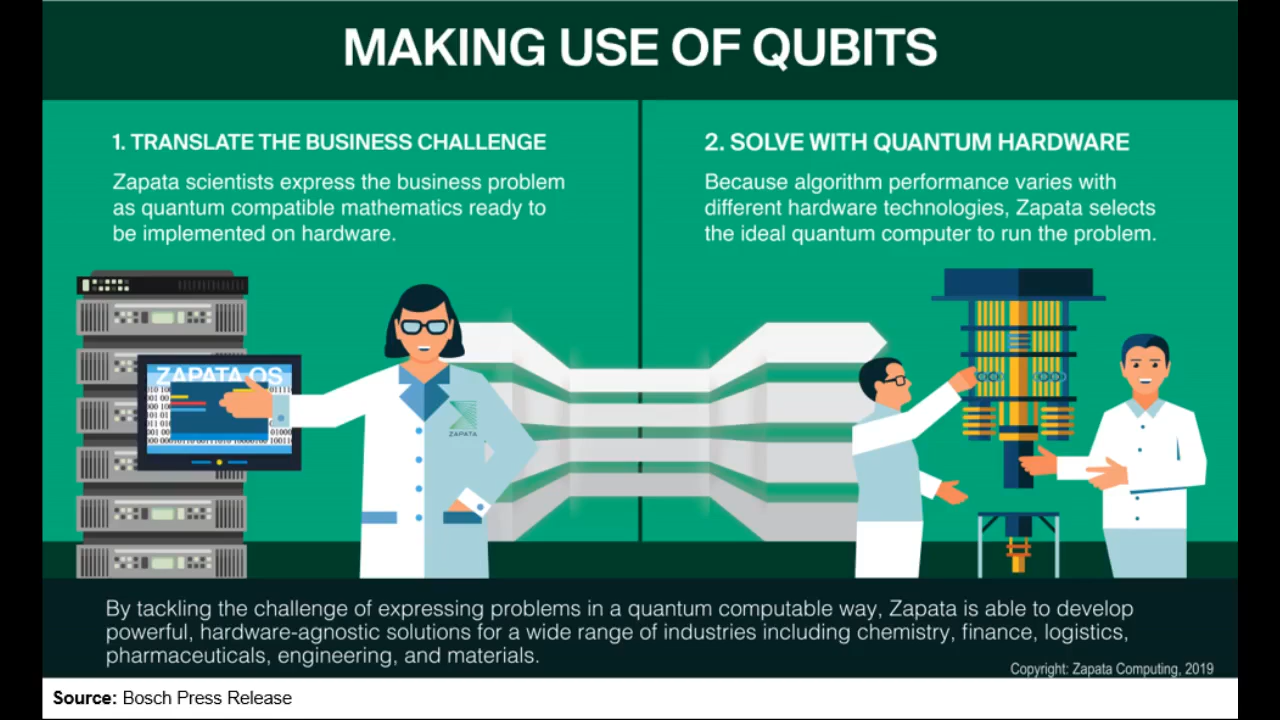 MAKING USE OF QUBITS
1. TRANSLATE THE BUSINESS CHALLENGE
Zapata scientists express the business problem
as quantum compatible mathematics ready to
be implemented on hardware.
2. SOLVE WITH QUANTUM HARDWARE
Because algorithm performance varies with
different hardware technologies, Zapata selects
the ideal quantum computer to run the problem.
ZAPATA OS
ZAPATA
By tackling the challenge of expressing problems in a quantum computable way, Zapata is able to develop
powerful, hardware-agnostic solutions for a wide range of industries including chemistry, finance, logistics,
pharmaceuticals, engineering, and materials.
Copyright: Zapata Computing, 2019
Source: Bosch Press Release